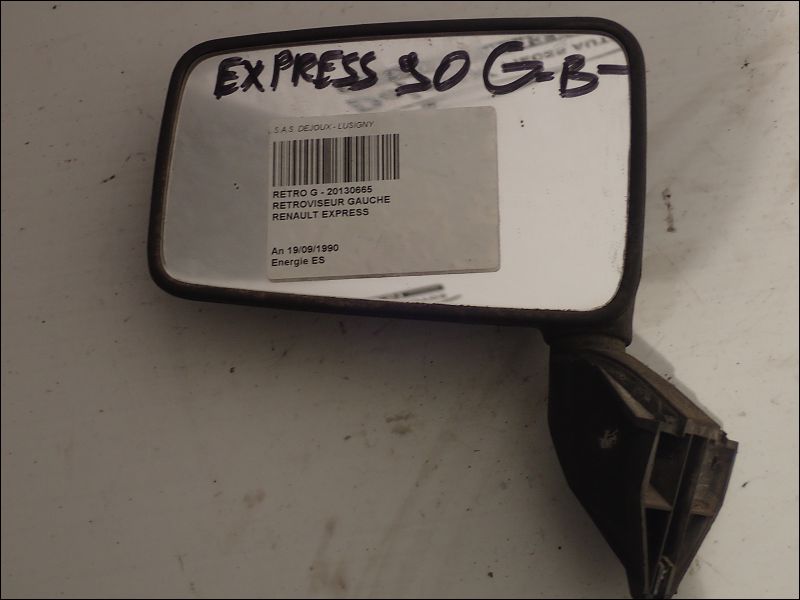 EXPRESS 90 G-B-
S.A.S. DEJOUX - LUSIGNY
RETRO G - 20130665
RETROVISEUR GAUCHE
RENAULT EXPRESS
An 19/09/1990
Energie ES